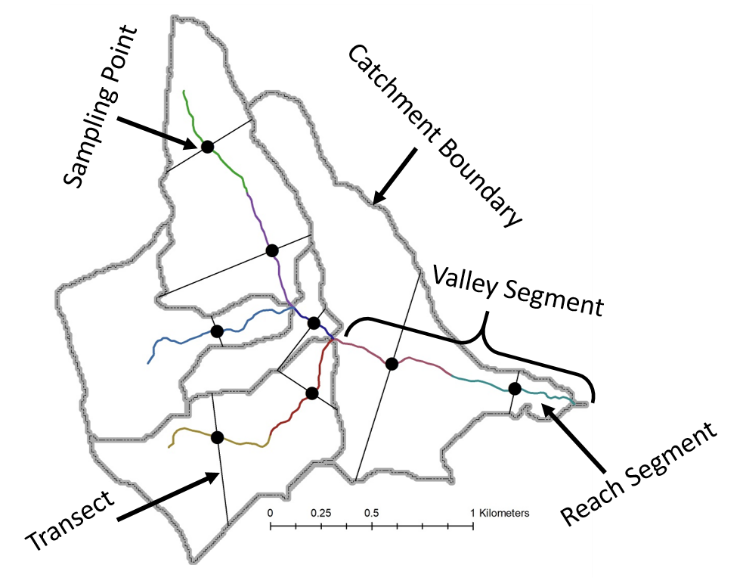 Sampling Point
Catchment Boundary
Valley Segment
Reach Segment
Transect
0 0.25 0.5 1 Kilometers